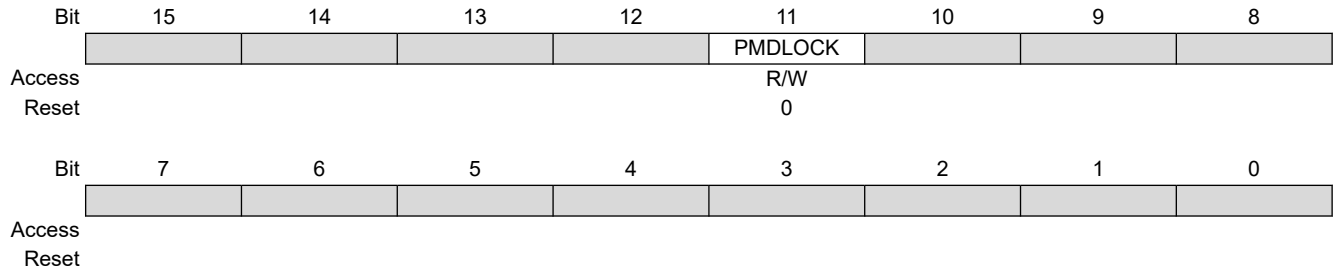 Bit 15 14 13 12 11 10 9 8
PMDLOCK
Access R/W
Reset 0
Bit 7 6 5 4 3 2 1 0
Access
Reset